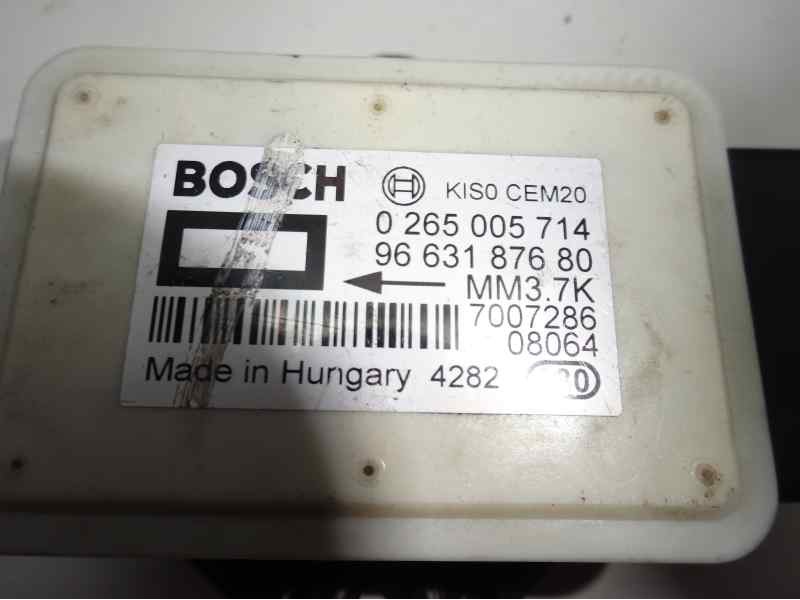 BOSCH KIS0 CEM20
0 265 005 714
96 631 876 80
MM3.7K
7007286
08064
Made in Hungary 4282